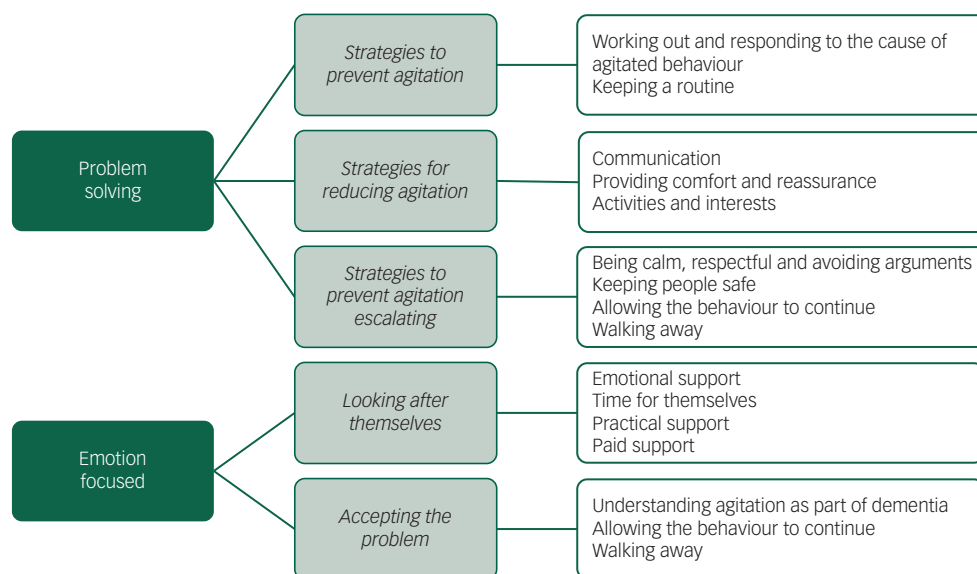 Problem
solving
Strategies to
prevent agitation
Working out and responding to the cause of
agitated behaviour
Keeping a routine
Strategies for
reducing agitation
Communication
Providing comfort and reassurance
Activities and interests
Strategies to
prevent agitation
escalating
Being calm, respectful and avoiding arguments
Keeping people safe
Allowing the behaviour to continue
Walking away
Emotion
focused
Looking after
themselves
Emotional support
Time for themselves
Practical support
Paid support
Accepting the
problem
Understanding agitation as part of dementia
Allowing the behaviour to continue
Walking away